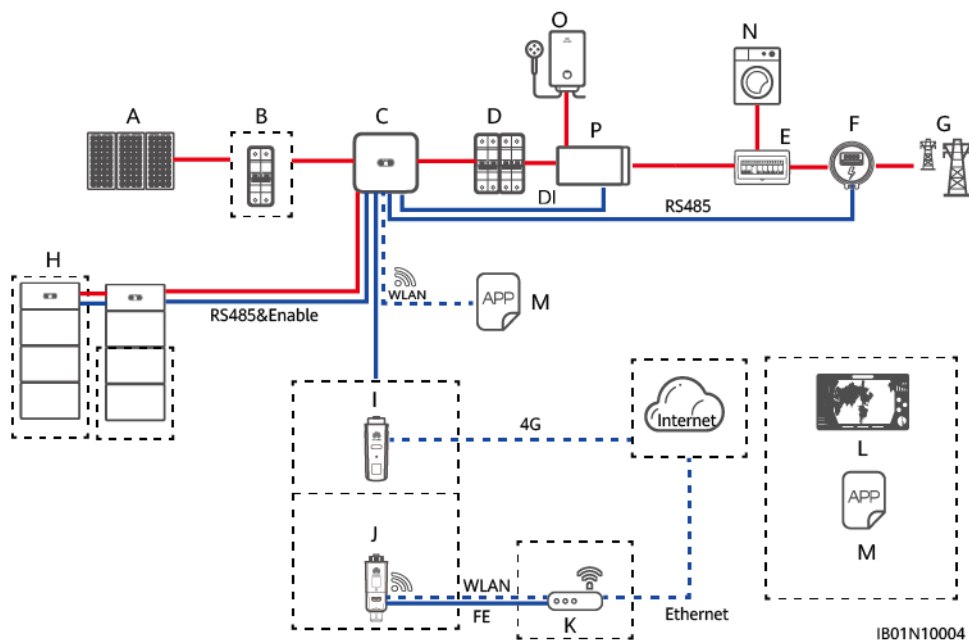 O
N
A
B
C
D
P
E
F
G
DI
RS485
H
WLAN
APP
M
RS485&Enable
I
4G
Internet
L
APP
M
J
WLAN
FE
K
Ethernet
IB01N10004